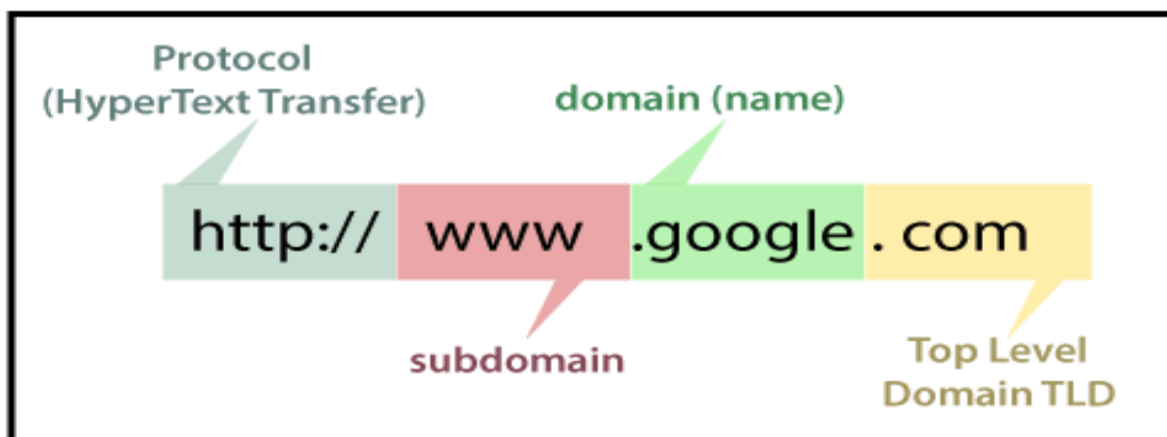 Protocol
(HyperText Transfer)
domain (name)
http:// www .google . com
subdomain
Top Level
Domain TLD